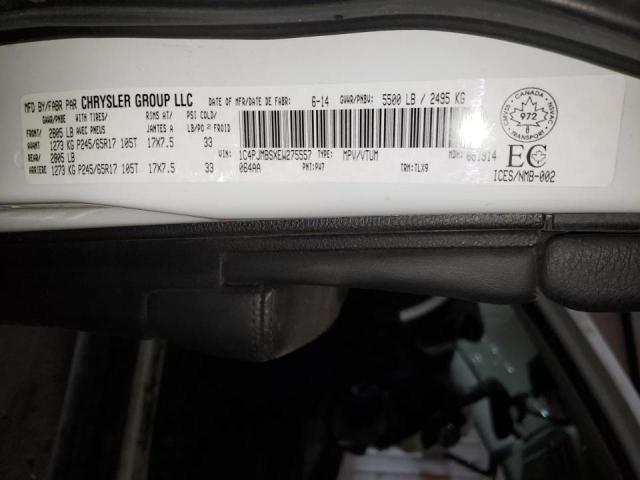 MFD BY/FABR PAR CHRYSLER GROUP LLC DATE OF MFR/DATE DE FABR: 6-14 GVWR/PNBV: 5500 LB / 2495 KG
GAWR/PNBE WITH TIRES/ RIMS AT/ PSI COLD/
FRONT/ 2805 LB AVEC PNEUS JANTES A LB/PO 2 FROID
AVANT 1273 KG P245/65R17 105T 17X7.5 33
REAR/ 2805 LB
ARRIERE 1273 KG P245/65R17 105T 17X7.5 33
VIN: TYPE: MPV/VTUM MDH: 061914
064AA PNT: PW7 TRM: TLX9
CANADA
972
EC
ICES/NMB-002